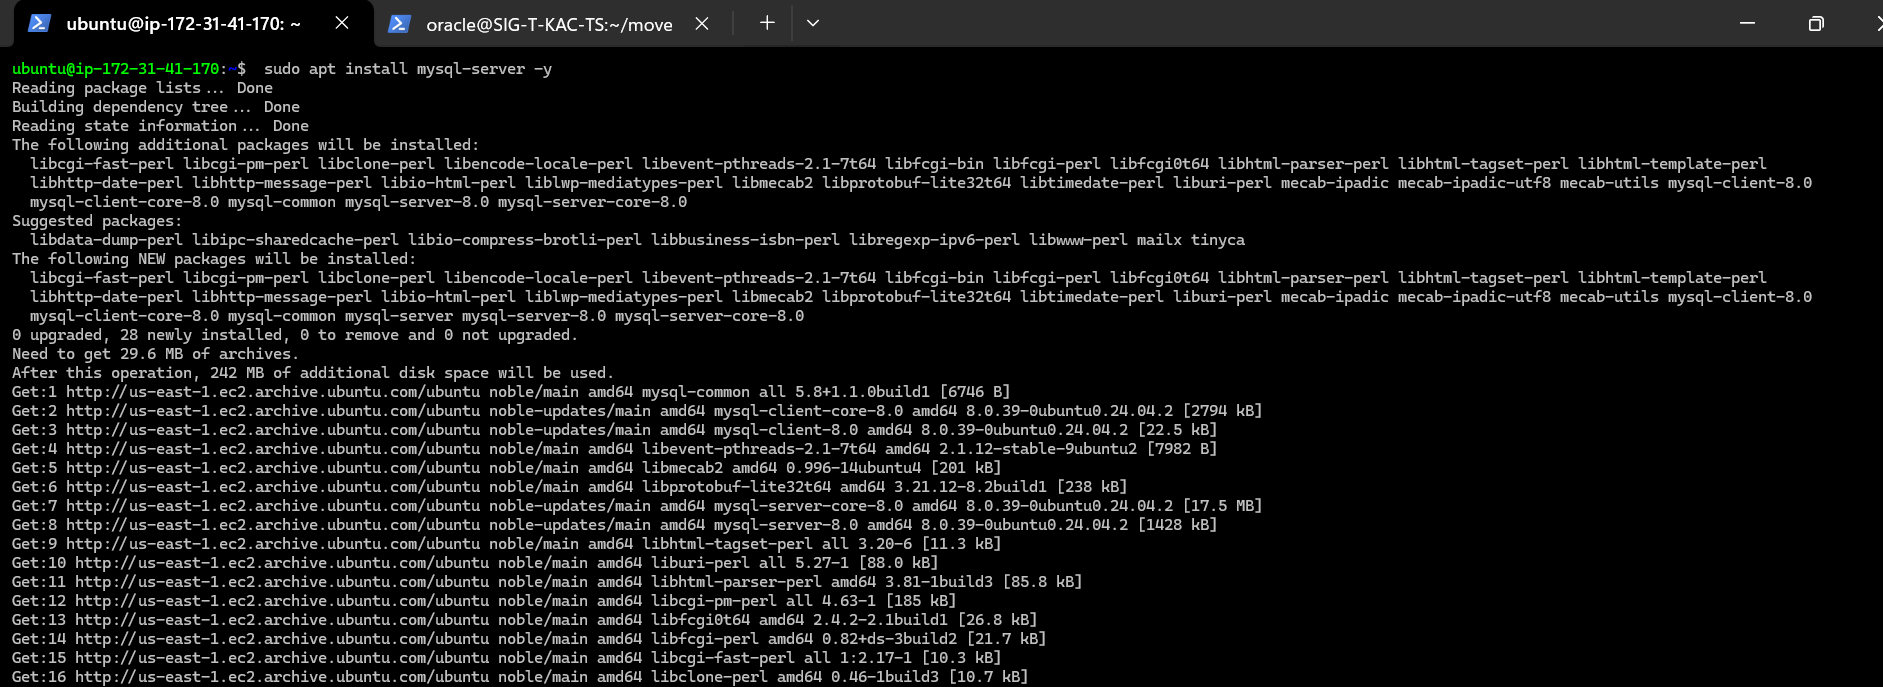 ubuntu@ip-172-31-41-170: ~
oracle@SIG-T-KAC-TS:~/move
ubuntu@ip-172-31-41-170:~$  sudo apt install mysql-server -y
Reading package lists... Done
Building dependency tree... Done
Reading state information... Done
The following additional packages will be installed:
  libcgi-fast-perl libcgi-pm-perl libclone-perl libencode-locale-perl libevent-pthreads-2.1-7t64 libfcgi-bin libfcgi-perl libfcgi0t64 libhtml-parser-perl libhtml-tagset-perl libhtml-template-perl
  libhttp-date-perl libhttp-message-perl libio-html-perl liblwp-mediatypes-perl libmecab2 libprotobuf-lite32t64 libtimedate-perl liburi-perl mecab-ipadic mecab-ipadic-utf8 mecab-utils mysql-client-8.0
  mysql-client-core-8.0 mysql-common mysql-server-8.0 mysql-server-core-8.0
Suggested packages:
  libdata-dump-perl libipc-sharedcache-perl libio-compress-brotli-perl libbusiness-isbn-perl libregexp-ipv6-perl libwww-perl mailx tinyca
The following NEW packages will be installed:
  libcgi-fast-perl libcgi-pm-perl libclone-perl libencode-locale-perl libevent-pthreads-2.1-7t64 libfcgi-bin libfcgi-perl libfcgi0t64 libhtml-parser-perl libhtml-tagset-perl libhtml-template-perl
  libhttp-date-perl libhttp-message-perl libio-html-perl liblwp-mediatypes-perl libmecab2 libprotobuf-lite32t64 libtimedate-perl liburi-perl mecab-ipadic mecab-ipadic-utf8 mecab-utils mysql-client-8.0
  mysql-client-core-8.0 mysql-common mysql-server mysql-server-8.0 mysql-server-core-8.0
0 upgraded, 28 newly installed, 0 to remove and 0 not upgraded.
Need to get 29.6 MB of archives.
After this operation, 242 MB of additional disk space will be used.
Get:1 http://us-east-1.ec2.archive.ubuntu.com/ubuntu noble/main amd64 mysql-common all 5.8+1.1.0build1 [6746 B]
Get:2 http://us-east-1.ec2.archive.ubuntu.com/ubuntu noble-updates/main amd64 mysql-client-core-8.0 amd64 8.0.39-0ubuntu0.24.04.2 [2794 kB]
Get:3 http://us-east-1.ec2.archive.ubuntu.com/ubuntu noble-updates/main amd64 mysql-client-8.0 amd64 8.0.39-0ubuntu0.24.04.2 [22.5 kB]
Get:4 http://us-east-1.ec2.archive.ubuntu.com/ubuntu noble/main amd64 libevent-pthreads-2.1-7t64 amd64 2.1.12-stable-9ubuntu2 [7982 B]
Get:5 http://us-east-1.ec2.archive.ubuntu.com/ubuntu noble/main amd64 libmecab2 amd64 0.996-14ubuntu4 [201 kB]
Get:6 http://us-east-1.ec2.archive.ubuntu.com/ubuntu noble/main amd64 libprotobuf-lite32t64 amd64 3.21.12-8.2build1 [238 kB]
Get:7 http://us-east-1.ec2.archive.ubuntu.com/ubuntu noble-updates/main amd64 mysql-server-core-8.0 amd64 8.0.39-0ubuntu0.24.04.2 [17.5 MB]
Get:8 http://us-east-1.ec2.archive.ubuntu.com/ubuntu noble-updates/main amd64 mysql-server-8.0 amd64 8.0.39-0ubuntu0.24.04.2 [1428 kB]
Get:9 http://us-east-1.ec2.archive.ubuntu.com/ubuntu noble/main amd64 libhtml-tagset-perl all 3.20-6 [11.3 kB]
Get:10 http://us-east-1.ec2.archive.ubuntu.com/ubuntu noble/main amd64 liburi-perl all 5.27-1 [88.0 kB]
Get:11 http://us-east-1.ec2.archive.ubuntu.com/ubuntu noble/main amd64 libhtml-parser-perl amd64 3.81-1build3 [85.8 kB]
Get:12 http://us-east-1.ec2.archive.ubuntu.com/ubuntu noble/main amd64 libcgi-pm-perl all 4.63-1 [185 kB]
Get:13 http://us-east-1.ec2.archive.ubuntu.com/ubuntu noble/main amd64 libfcgi0t64 amd64 2.4.2-2.1build1 [26.8 kB]
Get:14 http://us-east-1.ec2.archive.ubuntu.com/ubuntu noble/main amd64 libfcgi-perl amd64 0.82+ds-3build2 [21.7 kB]
Get:15 http://us-east-1.ec2.archive.ubuntu.com/ubuntu noble/main amd64 libcgi-fast-perl all 1:2.17-1 [10.3 kB]
Get:16 http://us-east-1.ec2.archive.ubuntu.com/ubuntu noble/main amd64 libclone-perl amd64 0.46-1build3 [10.7 kB]